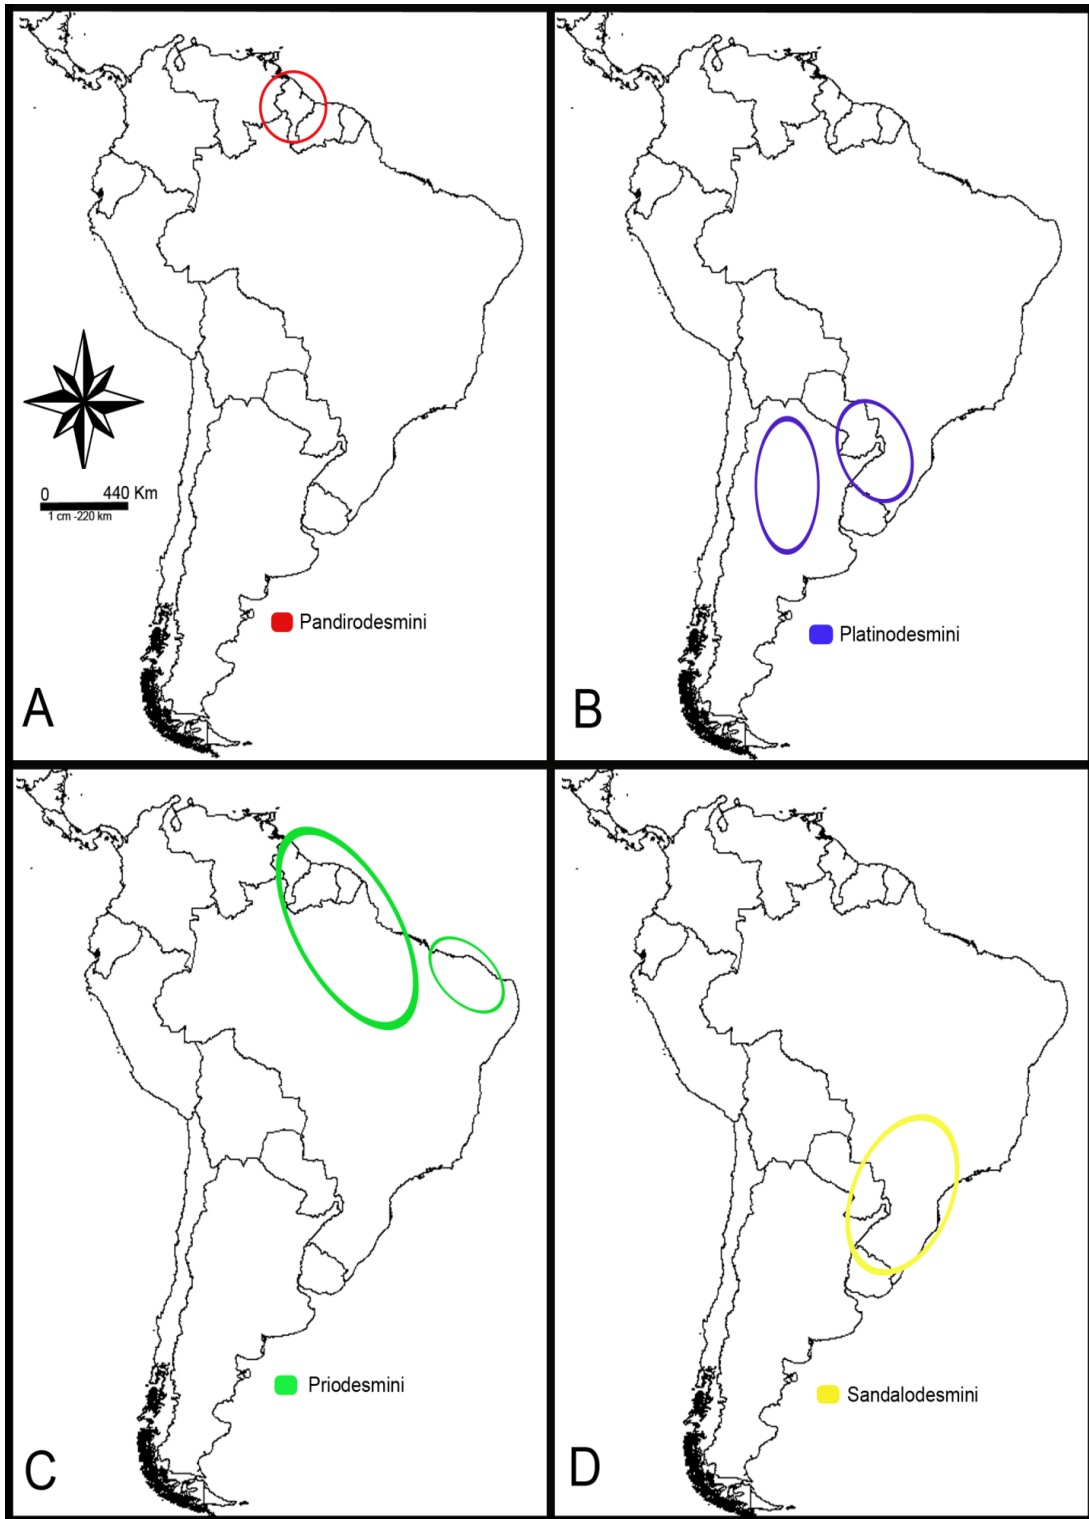 0 440 Km
1 cm -220 km
Pandirodesmini
A
Platinodesmini
B
Priodesmini
C
Sandalodesmini
D